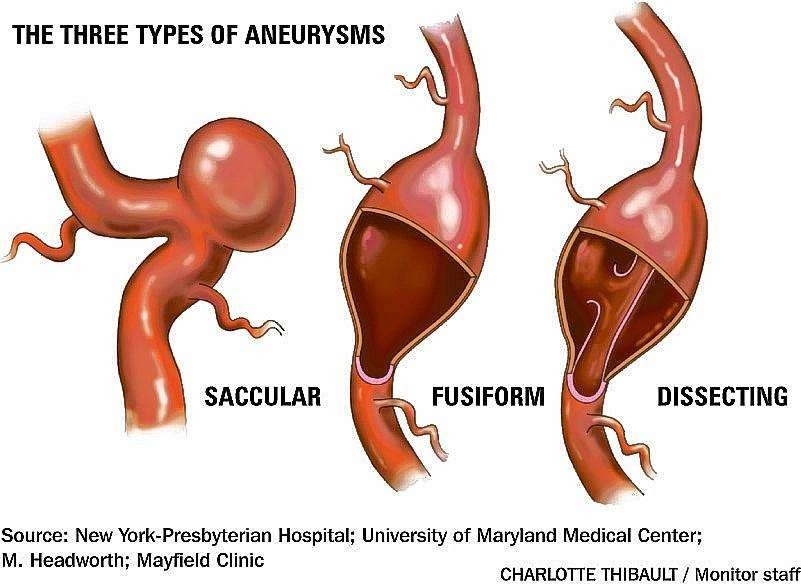 THE THREE TYPES OF ANEURYSMS
SACCULAR
FUSIFORM
DISSECTING
Source: New York-Presbyterian Hospital; University of Maryland Medical Center;
M. Headworth; Mayfield Clinic
CHARLOTTE THIBAULT / Monitor staff